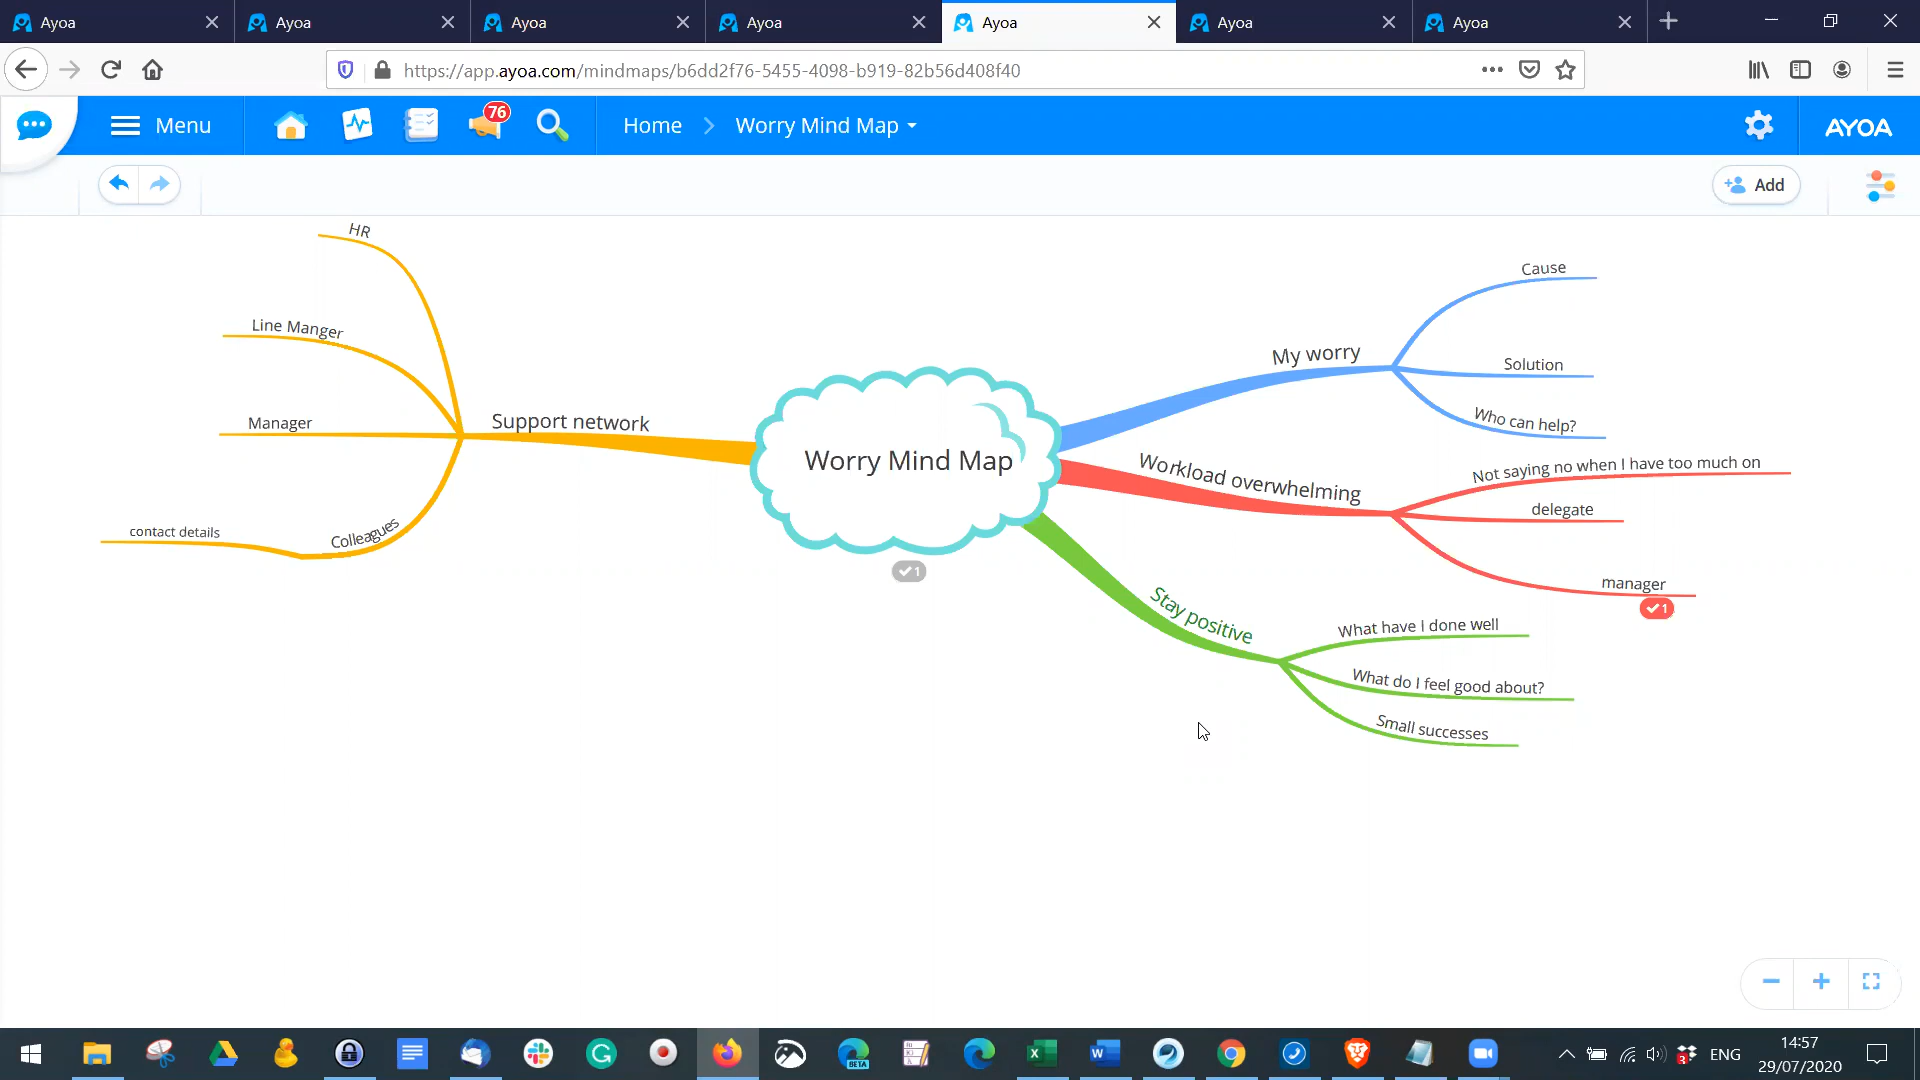 Ayoa
Ayoa
Ayoa
Ayoa
Ayoa
Ayoa
Ayoa
https://app.ayoa.com/mindmaps/b6dd2f76-5455-4098-b919-82b56d408f40
Menu
76
Home
Worry Mind Map
AYOA
Add
HR
Line Manger
Manager
Support network
Colleagues
contact details
Worry Mind Map
1
My worry
Cause
Solution
Who can help?
Workload overwhelming
Not saying no when I have too much on
delegate
manager
1
Stay positive
What have I done well
What do I feel good about?
Small successes
BETA
3
ENG
14:57
29/07/2020